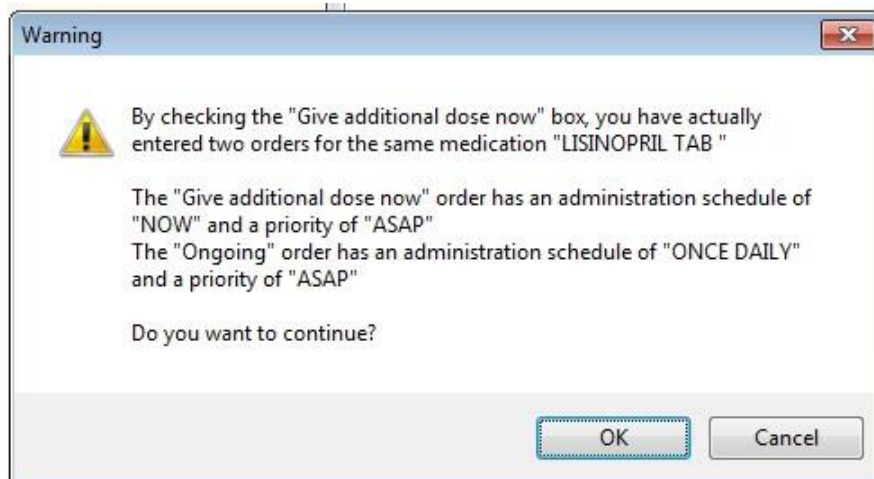 Warning
By checking the "Give additional dose now" box, you have actually
entered two orders for the same medication "LISINOPRIL TAB "
The "Give additional dose now" order has an administration schedule of
"NOW" and a priority of "ASAP"
The "Ongoing" order has an administration schedule of "ONCE DAILY"
and a priority of "ASAP"
Do you want to continue?
OK
Cancel